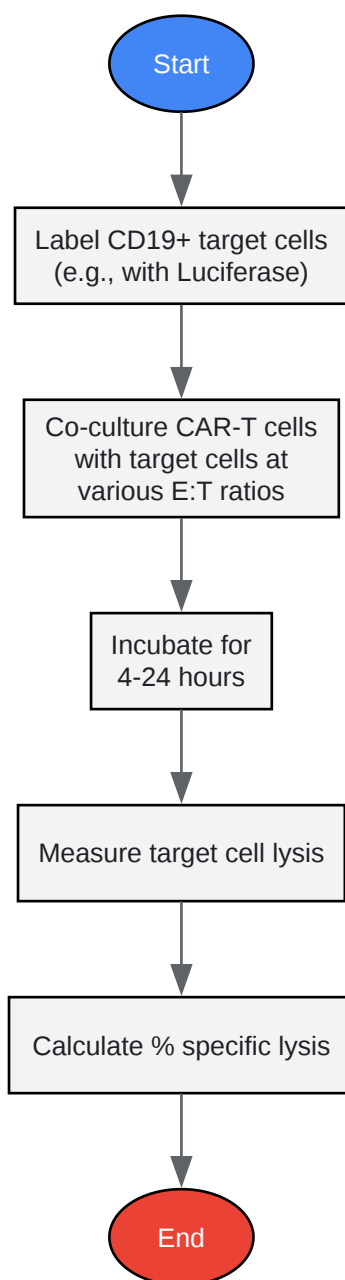 Start
Label CD19+ target cells
(e.g., with Luciferase)
Co-culture CAR-T cells
with target cells at
various E:T ratios
Incubate for
4-24 hours
Measure target cell lysis
Calculate % specific lysis
End